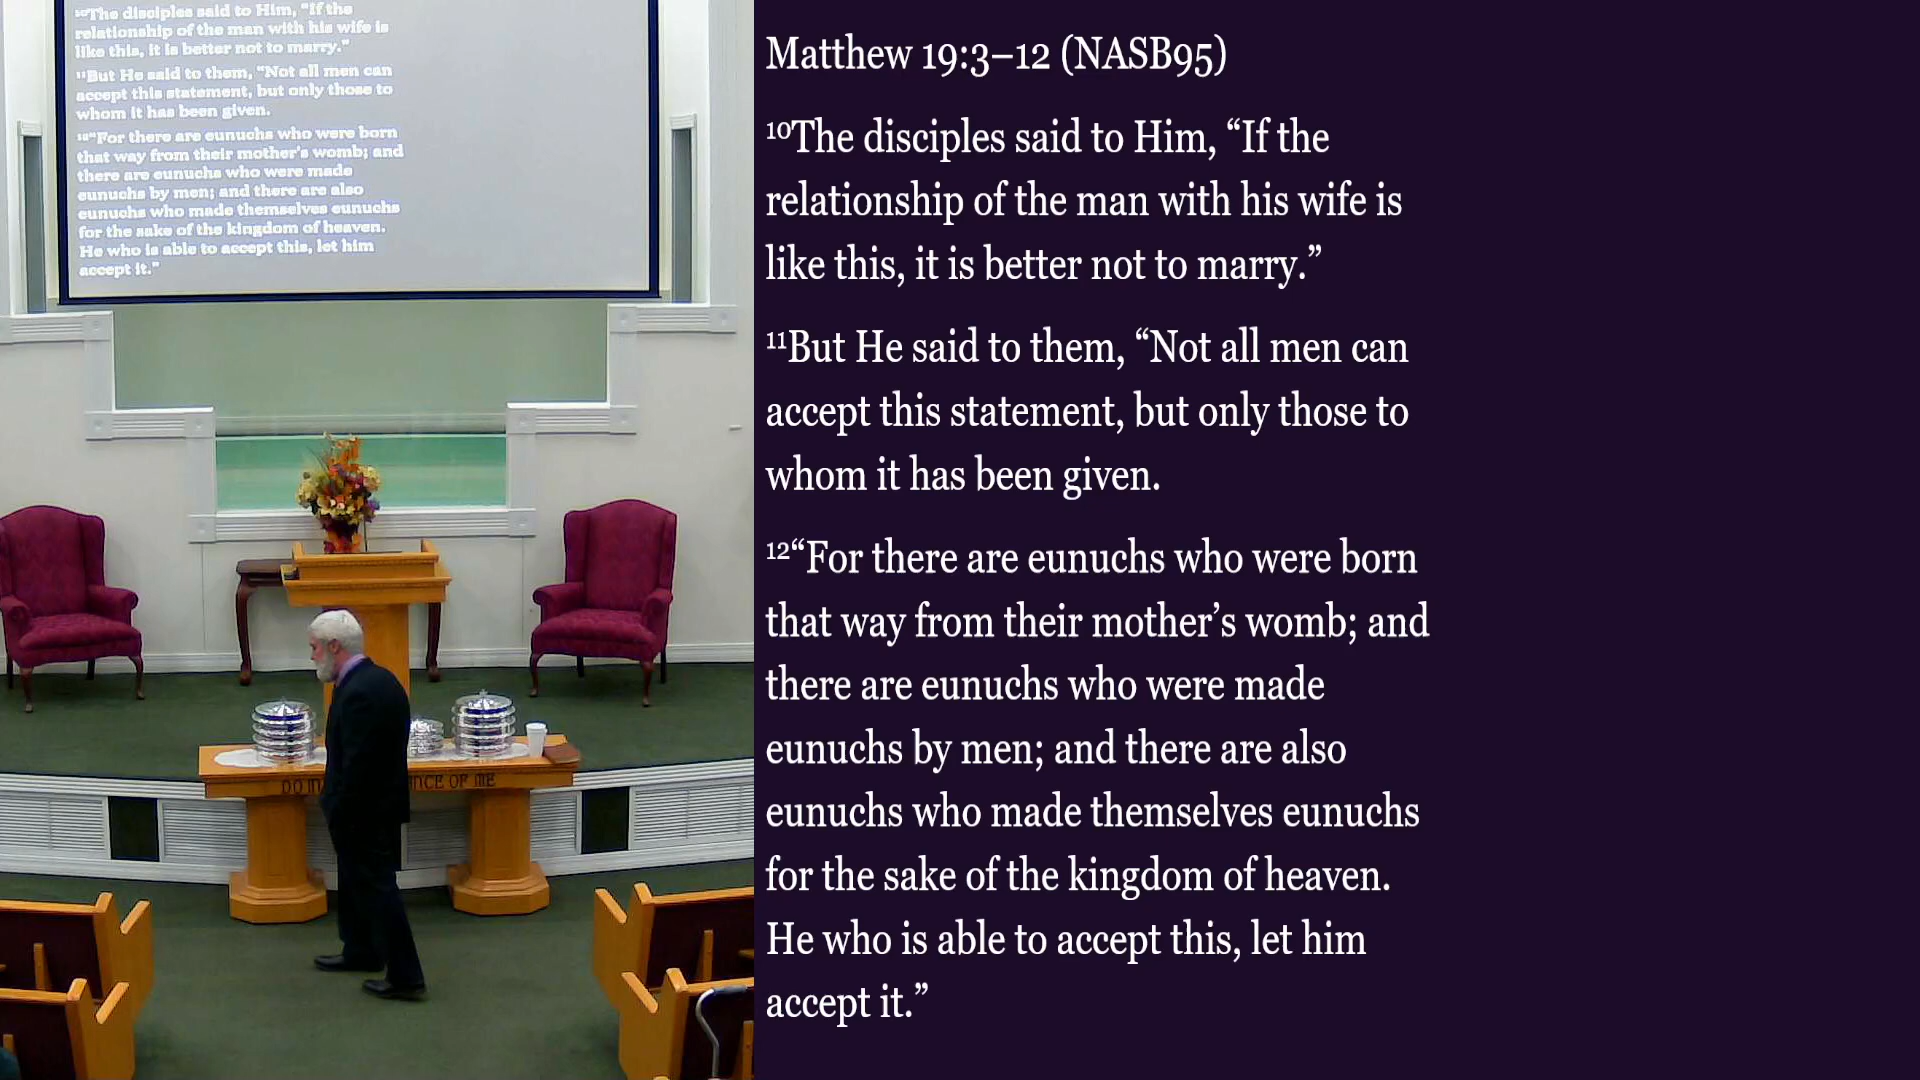 ¹⁰The disciples said to Him, “If the
relationship of the man with his wife is
like this, it is better not to marry.”
¹¹But He said to them, “Not all men can
accept this statement, but only those to
whom it has been given.
¹²“For there are eunuchs who were born
that way from their mother’s womb; and
there are eunuchs who were made
eunuchs by men; and there are also
eunuchs who made themselves eunuchs
for the sake of the kingdom of heaven.
He who is able to accept this, let him
accept it.”
DO IN
NCE OF ME
Matthew 19:3–12 (NASB95)
¹⁰The disciples said to Him, “If the
relationship of the man with his wife is
like this, it is better not to marry.”
¹¹But He said to them, “Not all men can
accept this statement, but only those to
whom it has been given.
¹²“For there are eunuchs who were born
that way from their mother’s womb; and
there are eunuchs who were made
eunuchs by men; and there are also
eunuchs who made themselves eunuchs
for the sake of the kingdom of heaven.
He who is able to accept this, let him
accept it.”